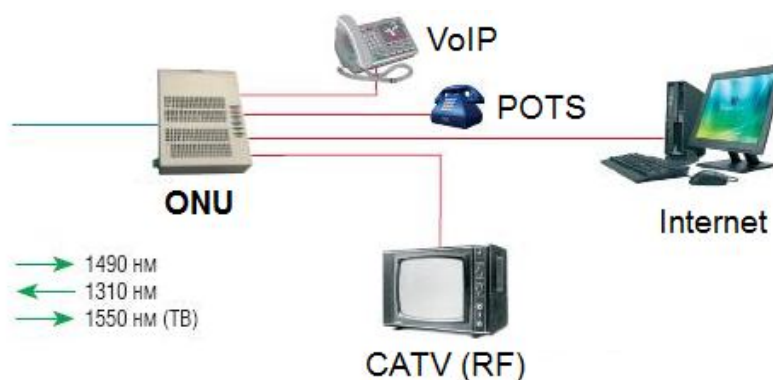 VoIP
POTS
ONU
Internet
1490 нм
1310 нм
1550 нм (ТВ)
CATV (RF)